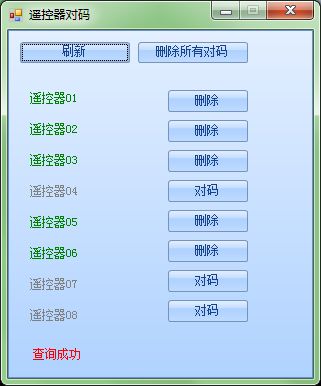 遥控器对码
刷新 删除所有对码
遥控器01 删除
遥控器02 删除
遥控器03 删除
遥控器04 对码
遥控器05 删除
遥控器06 删除
遥控器07 对码
遥控器08 对码
查询成功